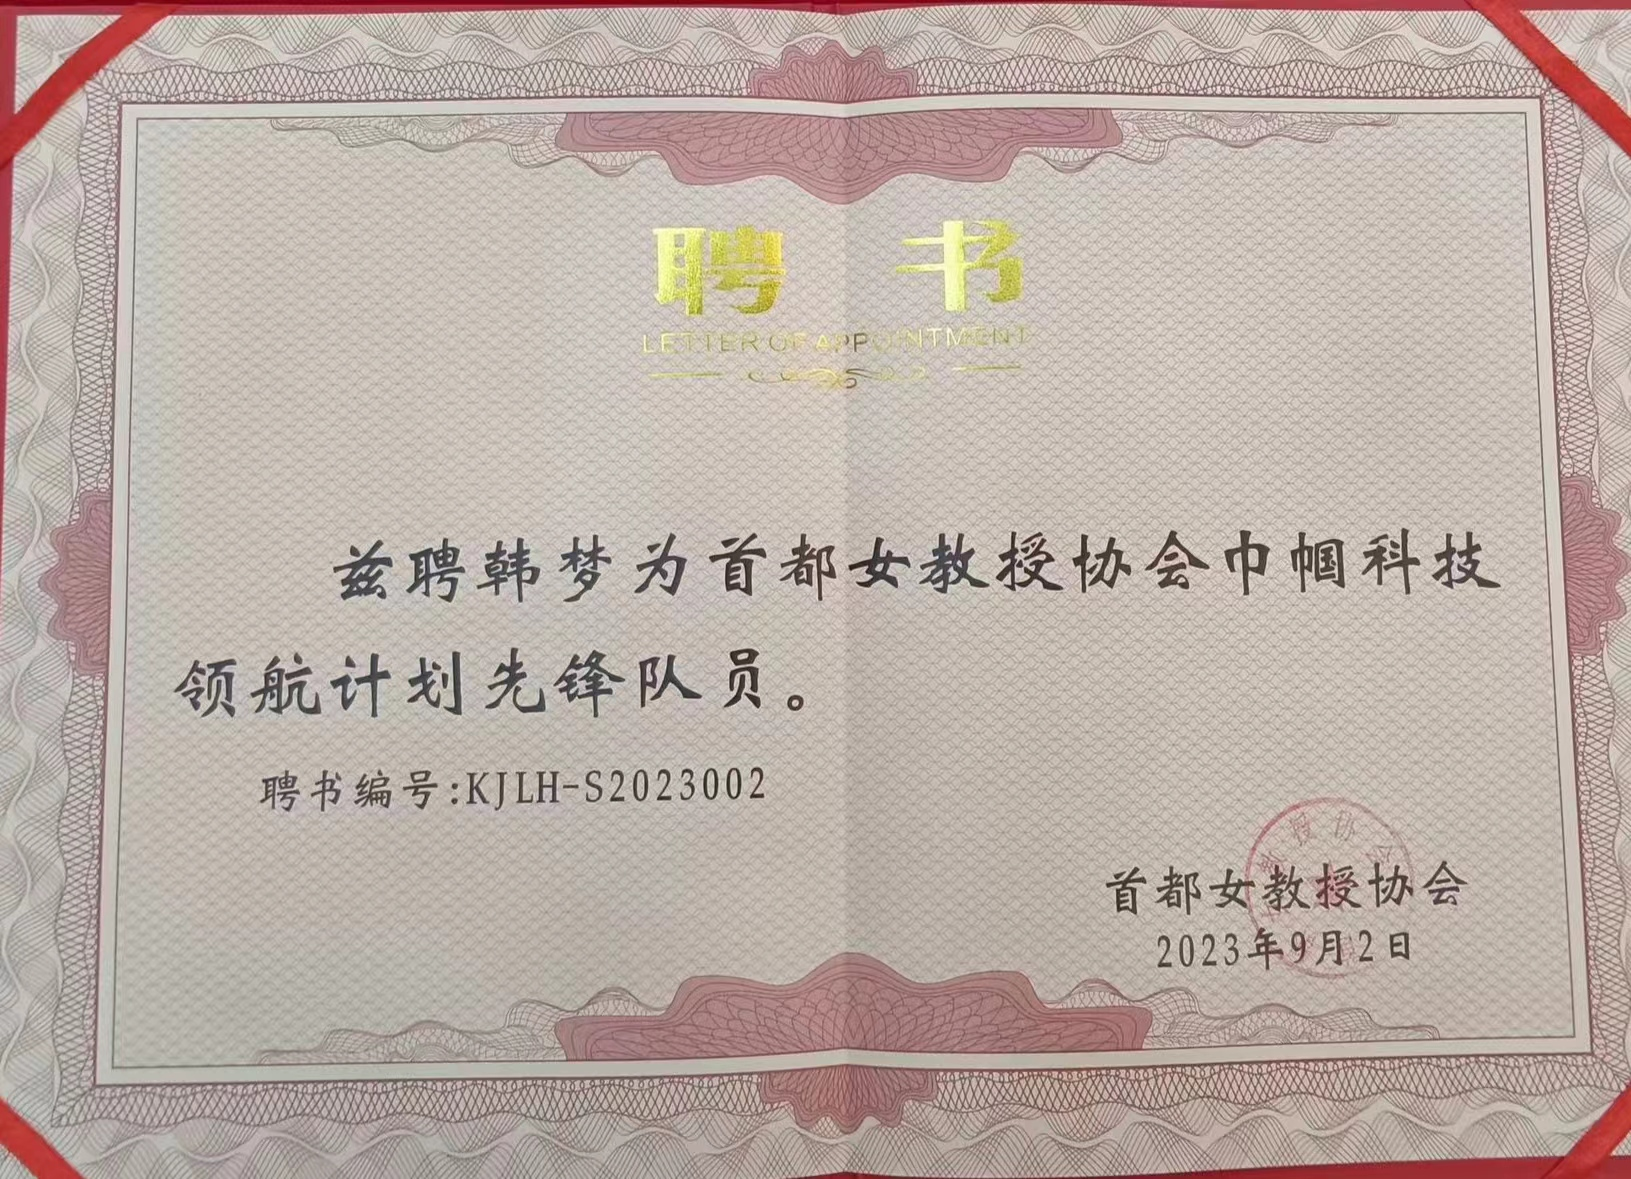 聘 书
LETTER OF APPOINTMENT
兹聘韩梦为首都女教授协会巾帼科技
领航计划先锋队员。
聘书编号:KJLH-S2023002
首都女教授协会
2023年9月2日